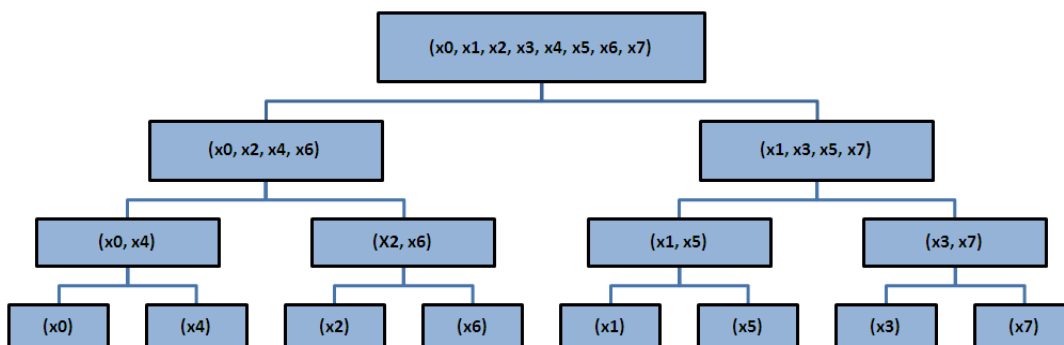 (x0, x1, x2, x3, x4, x5, x6, x7)
(x0, x2, x4, x6)
(x1, x3, x5, x7)
(x0, x4)
(X2, x6)
(x1, x5)
(x3, x7)
(x0)
(x4)
(x2)
(x6)
(x1)
(x5)
(x3)
(x7)